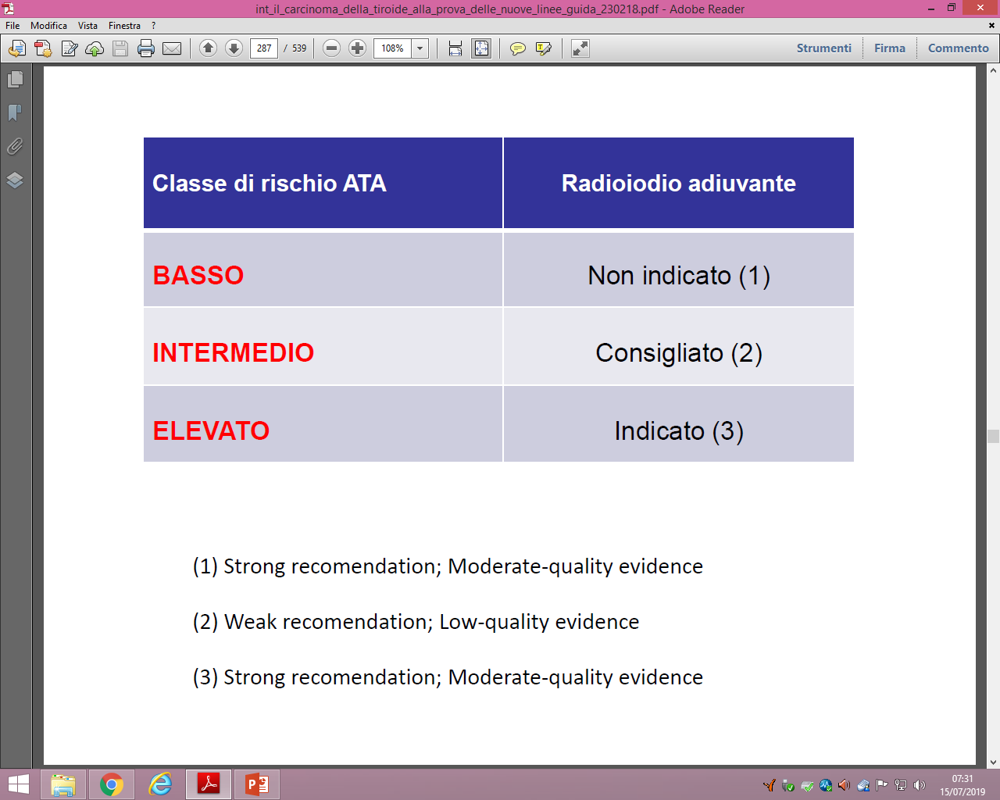 int_il_carcinoma_della_tiroide_alla_prova_delle_nuove_linee_guida_230218.pdf - Adobe Reader
File Modifica Vista Finestra ?
287 / 539 108% Strumenti Firma Commento
Classe di rischio ATA Radioiodio adiuvante
BASSO Non indicato (1)
INTERMEDIO Consigliato (2)
ELEVATO Indicato (3)
(1) Strong recomendation; Moderate-quality evidence
(2) Weak recomendation; Low-quality evidence
(3) Strong recomendation; Moderate-quality evidence
07:31
15/07/2019